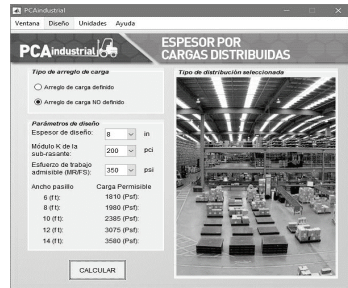 PCAindustrial
Ventana Diseño Unidades Ayuda
PCAindustrial
ESPESOR POR
CARGAS DISTRIBUIDAS
Tipo de arreglo de carga
Arreglo de carga definido
Arreglo de carga NO definido
Parámetros de diseño
Espesor de diseño: 8 in
Módulo K de la
sub-rasante: 200 pci
Esfuerzo de trabajo
admisible (MR/FS): 350 psi
Ancho pasillo Carga Permisible
6 (ft): 1810 (Psf):
8 (ft): 1980 (Psf):
10 (ft): 2385 (Psf):
12 (ft): 3075 (Psf):
14 (ft): 3580 (Psf):
CALCULAR
Tipo de distribución seleccionada